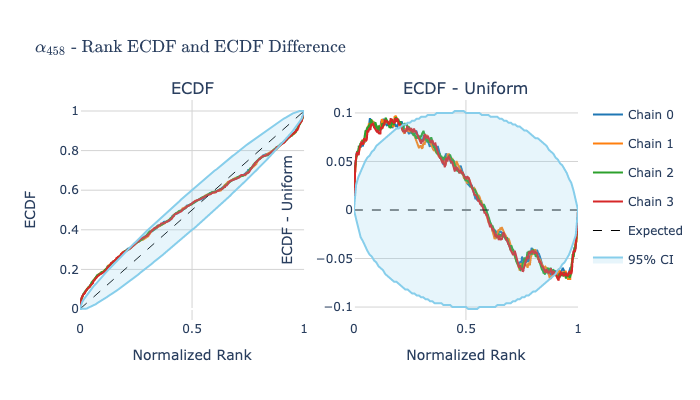 α458 - Rank ECDF and ECDF Difference
ECDF
ECDF - Uniform
ECDF
1
0.8
0.6
0.4
0.2
0
0
0.5
1
Normalized Rank
ECDF - Uniform
0.1
0.05
0
−0.05
−0.1
0
0.5
1
Normalized Rank
Chain 0
Chain 1
Chain 2
Chain 3
Expected
95% CI